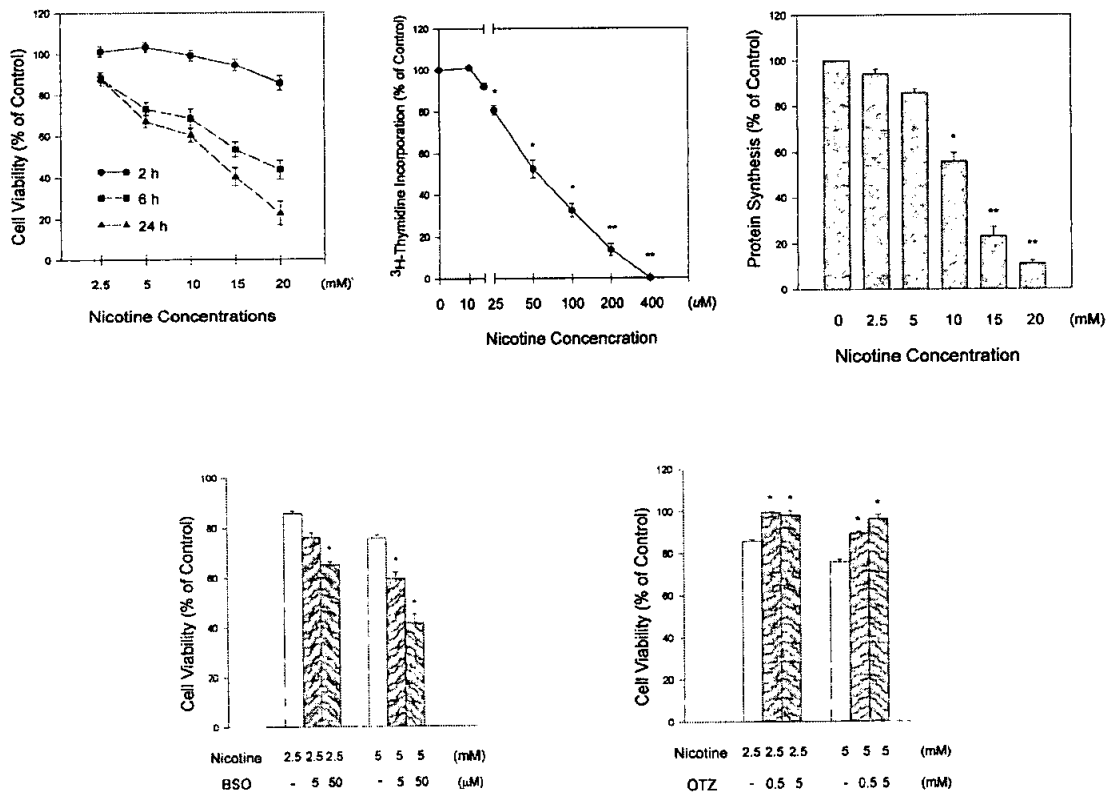 Cell Viability (% of Control)
120
100
80
60
40
20
0
2 h
6 h
24 h
2.5 5 10 15 20 (mM)
Nicotine Concentrations
³H-Thymidine Incorporation (% of Control)
120
100
80
60
40
20
0
*
*
*
**
**
0 10 25 50 100 200 400 (uM)
Nicotine Concencration
Protein Synthesis (% of Control)
120
100
80
60
40
20
0
*
**
**
0 2.5 5 10 15 20 (mM)
Nicotine Concentration
Cell Viability (% of Control)
100
80
60
40
20
0
*
*
*
Nicotine 2.5 2.5 2.5 5 5 5 (mM)
BSO - 5 50 - 5 50 (µM)
Cell Viability (% of Control)
120
100
80
60
40
20
0
* *
* *
Nicotine 2.5 2.5 2.5 5 5 5 (mM)
OTZ - 0.5 5 - 0.5 5 (mM)